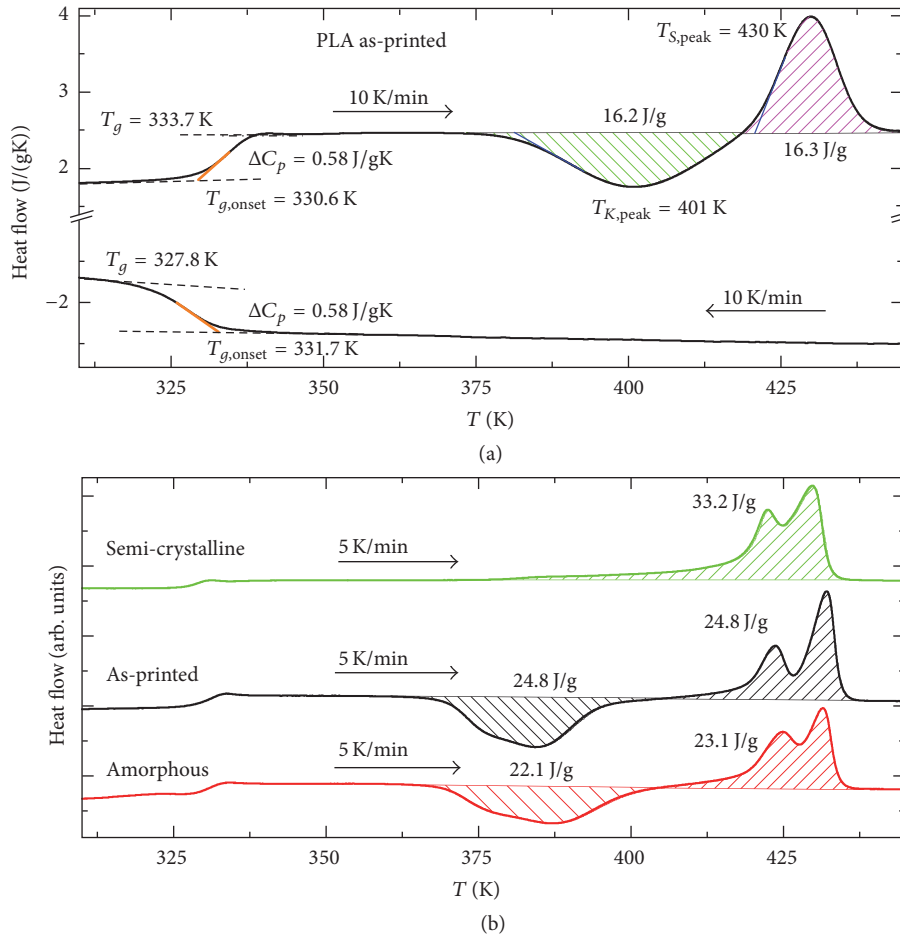 (a)
PLA as-printed
T_S,peak = 430 K
10 K/min
T_g = 333.7 K
16.2 J/g
ΔC_p = 0.58 J/gK
16.3 J/g
T_g,onset = 330.6 K
T_K,peak = 401 K
T_g = 327.8 K
10 K/min
ΔC_p = 0.58 J/gK
T_g,onset = 331.7 K
Heat flow (J/(gK))
4
2
−2
325 350 375 400 425
T (K)
33.2 J/g
Semi-crystalline
5 K/min
24.8 J/g
As-printed
5 K/min
24.8 J/g
23.1 J/g
Amorphous
5 K/min
22.1 J/g
Heat flow (arb. units)
325 350 375 400 425
T (K)
(b)